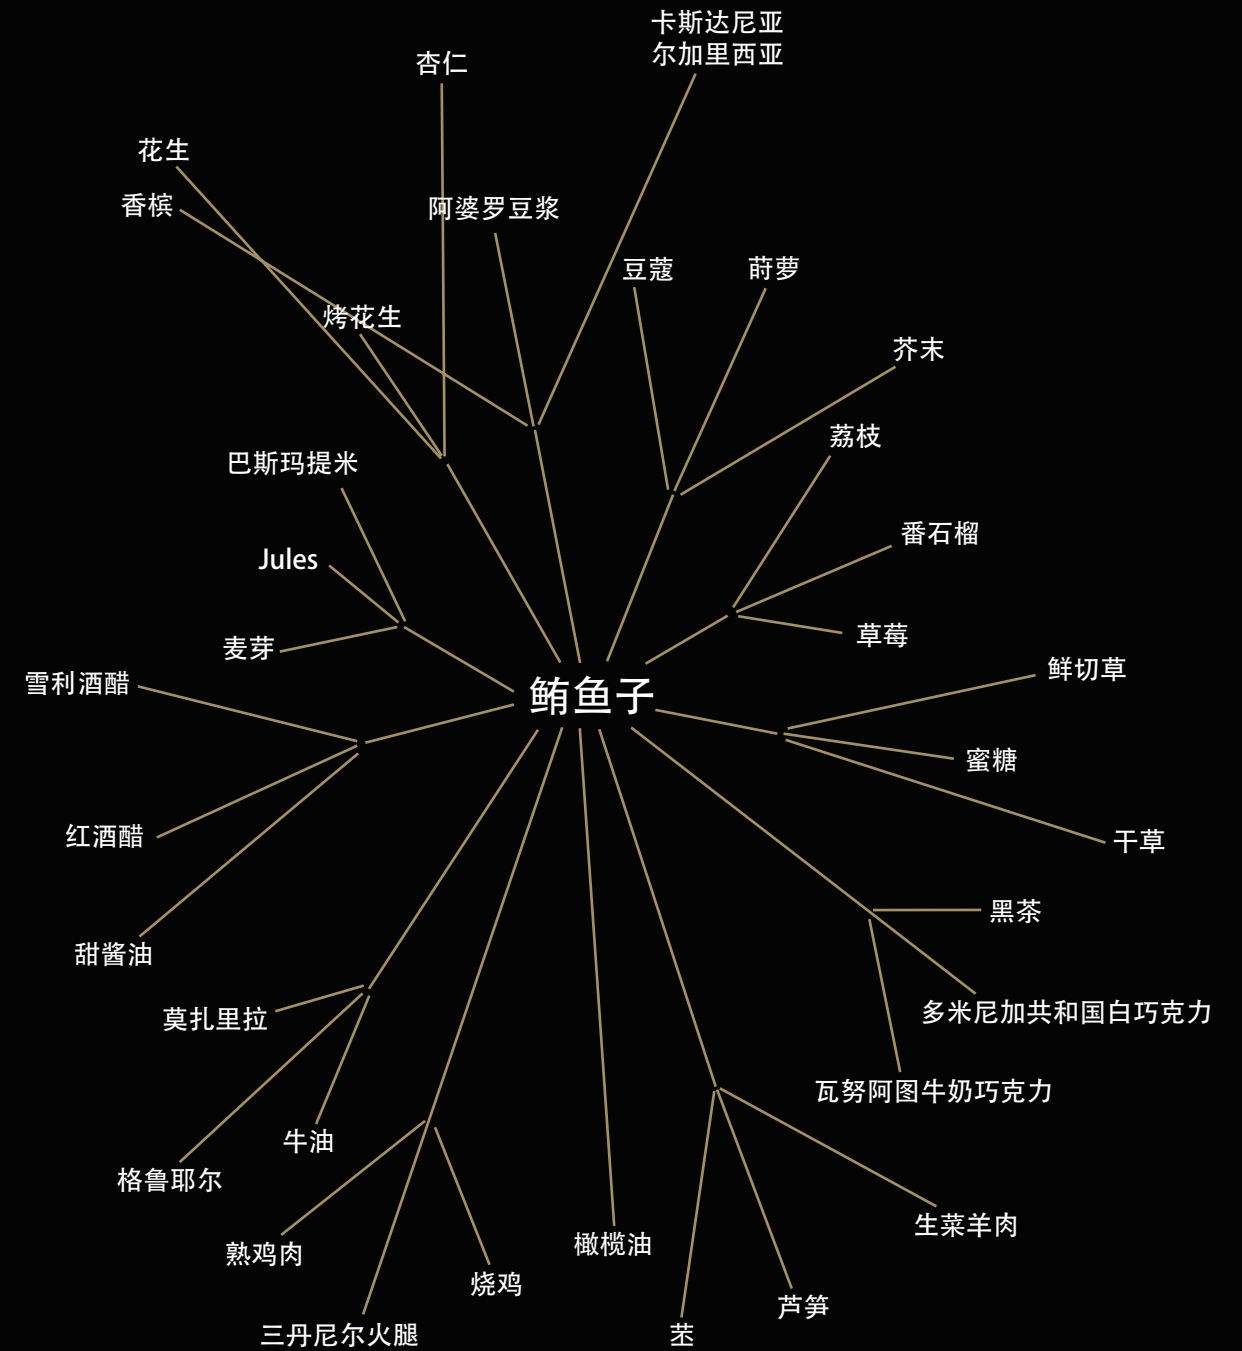 卡斯达尼亚
尔加里西亚
杏仁
花生
香槟
阿婆罗豆浆
豆蔻
莳萝
烤花生
芥末
荔枝
巴斯玛提米
番石榴
Jules
草莓
麦芽
鲜切草
雪利酒醋
鲔鱼子
蜜糖
红酒醋
干草
黑茶
甜酱油
多米尼加共和国白巧克力
莫扎里拉
瓦努阿图牛奶巧克力
牛油
格鲁耶尔
生菜羊肉
橄榄油
熟鸡肉
烧鸡
芦笋
三丹尼尔火腿
苤